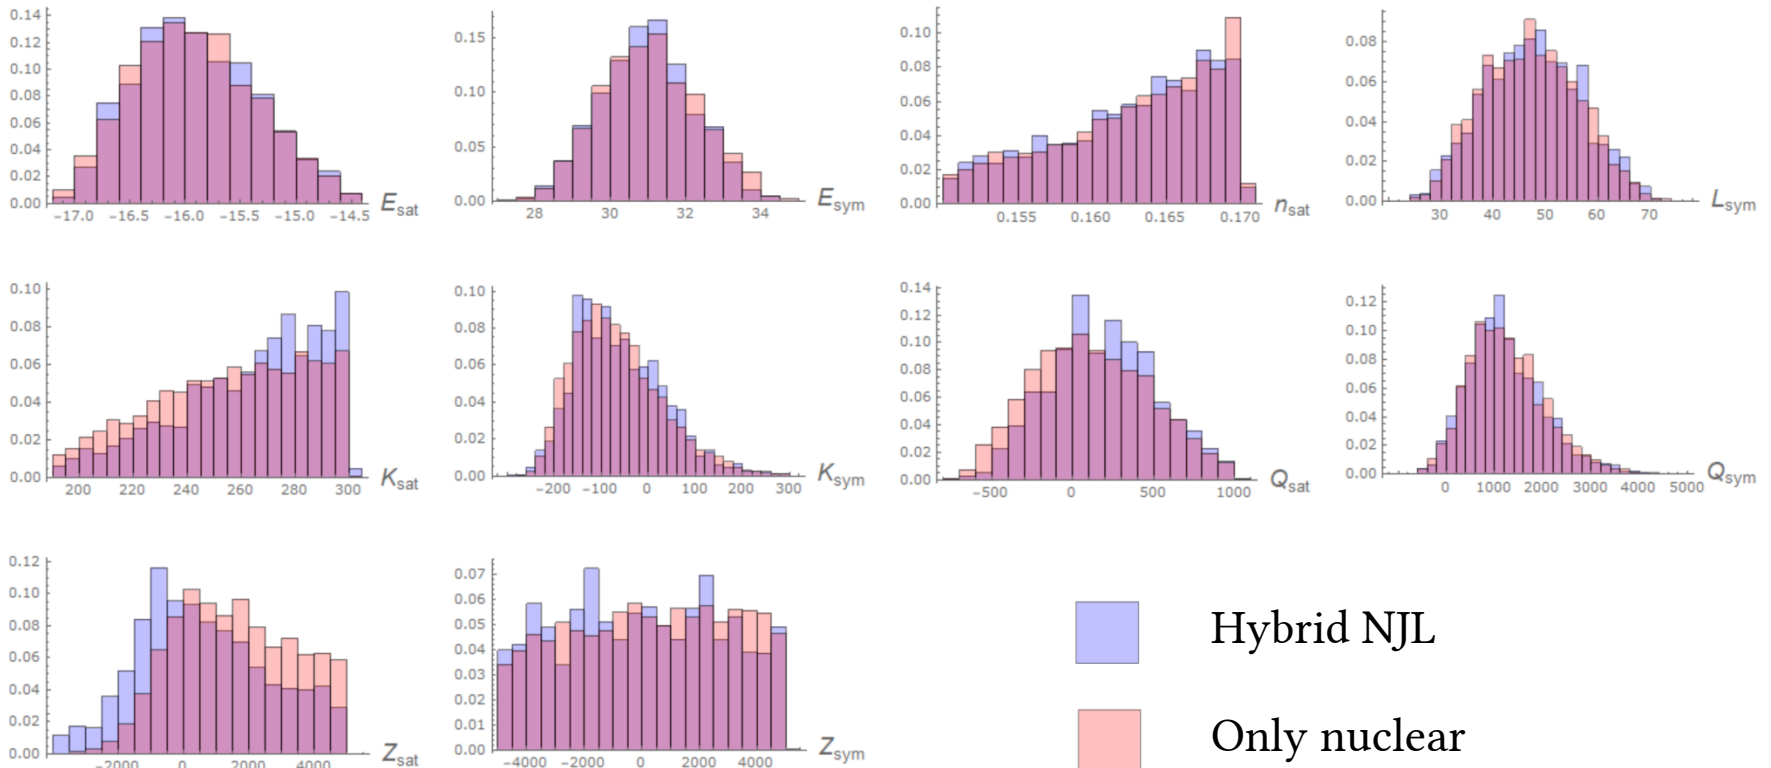 0.14
0.12
0.10
0.08
0.06
0.04
0.02
0.00
−17.0 −16.5 −16.0 −15.5 −15.0 −14.5
E_sat
0.15
0.10
0.05
0.00
28 30 32 34
E_sym
0.10
0.08
0.06
0.04
0.02
0.00
0.155 0.160 0.165 0.170
n_sat
0.08
0.06
0.04
0.02
0.00
30 40 50 60 70
L_sym
0.10
0.08
0.06
0.04
0.02
0.00
200 220 240 260 280 300
K_sat
0.10
0.08
0.06
0.04
0.02
0.00
−200 −100 0 100 200 300
K_sym
0.14
0.12
0.10
0.08
0.06
0.04
0.02
0.00
−500 0 500 1000
Q_sat
0.12
0.10
0.08
0.06
0.04
0.02
0.00
0 1000 2000 3000 4000 5000
Q_sym
0.12
0.10
0.08
0.06
0.04
0.02
0.00
−2000 0 2000 4000
Z_sat
0.07
0.06
0.05
0.04
0.03
0.02
0.01
0.00
−4000 −2000 0 2000 4000
Z_sym
Hybrid NJL
Only nuclear